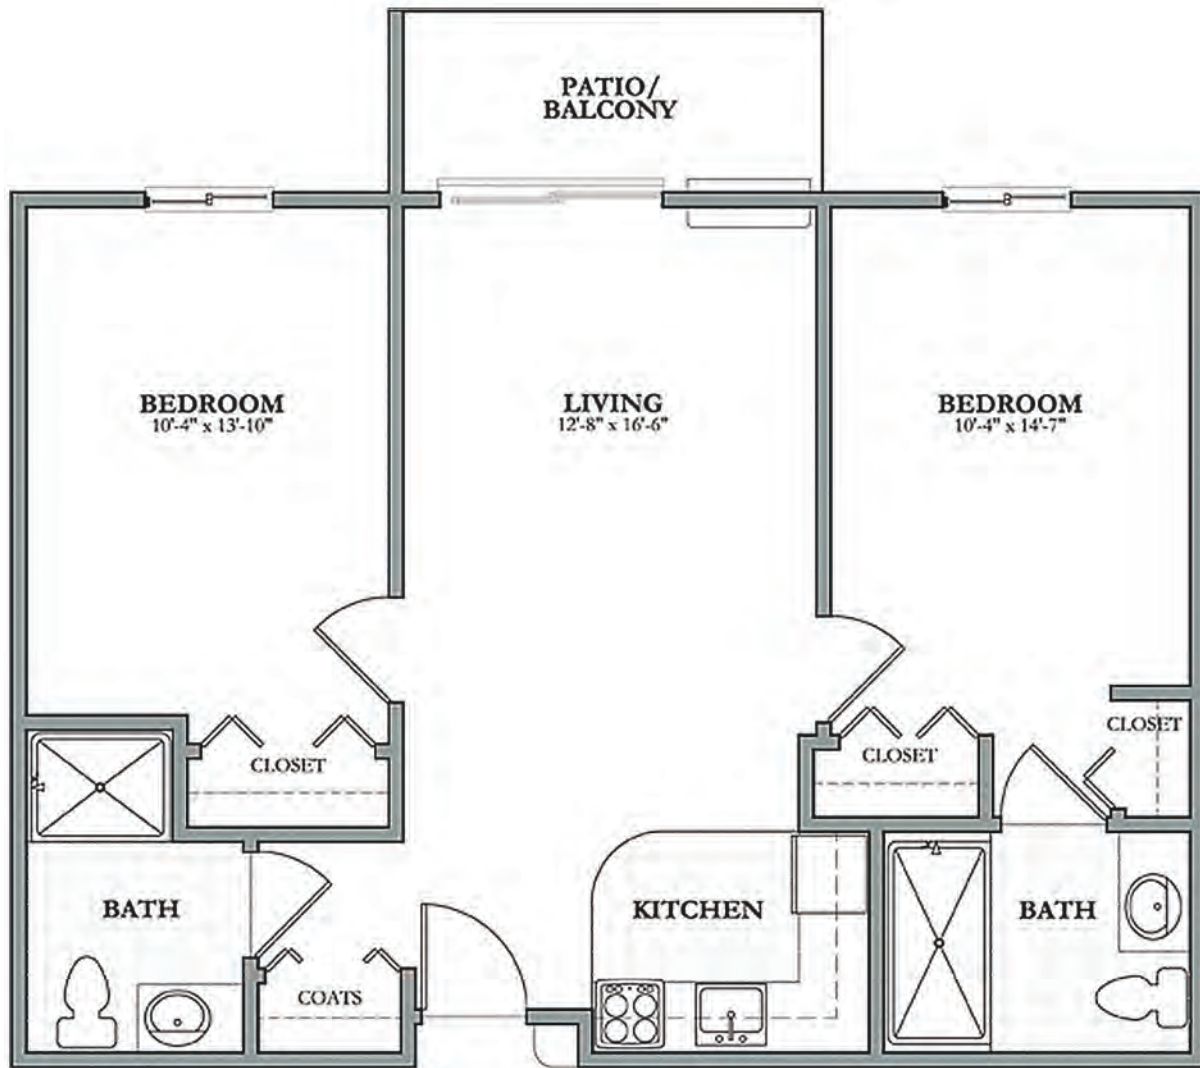 PATIO/
BALCONY
BEDROOM
10'-4" x 13'-10"
LIVING
12'-8" x 16'-6"
BEDROOM
10'-4" x 14'-7"
CLOSET
CLOSET
CLOSET
BATH
COATS
KITCHEN
BATH